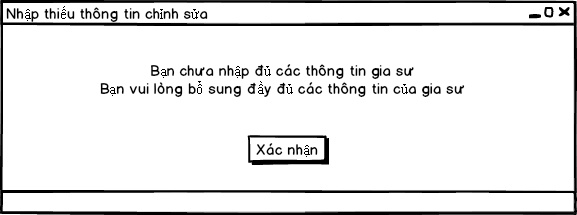 Nhập thiếu thông tin chỉnh sửa
Bạn chưa nhập đủ các thông tin gia sư
Bạn vui lòng bổ sung đầy đủ các thông tin của gia sư
Xác nhận